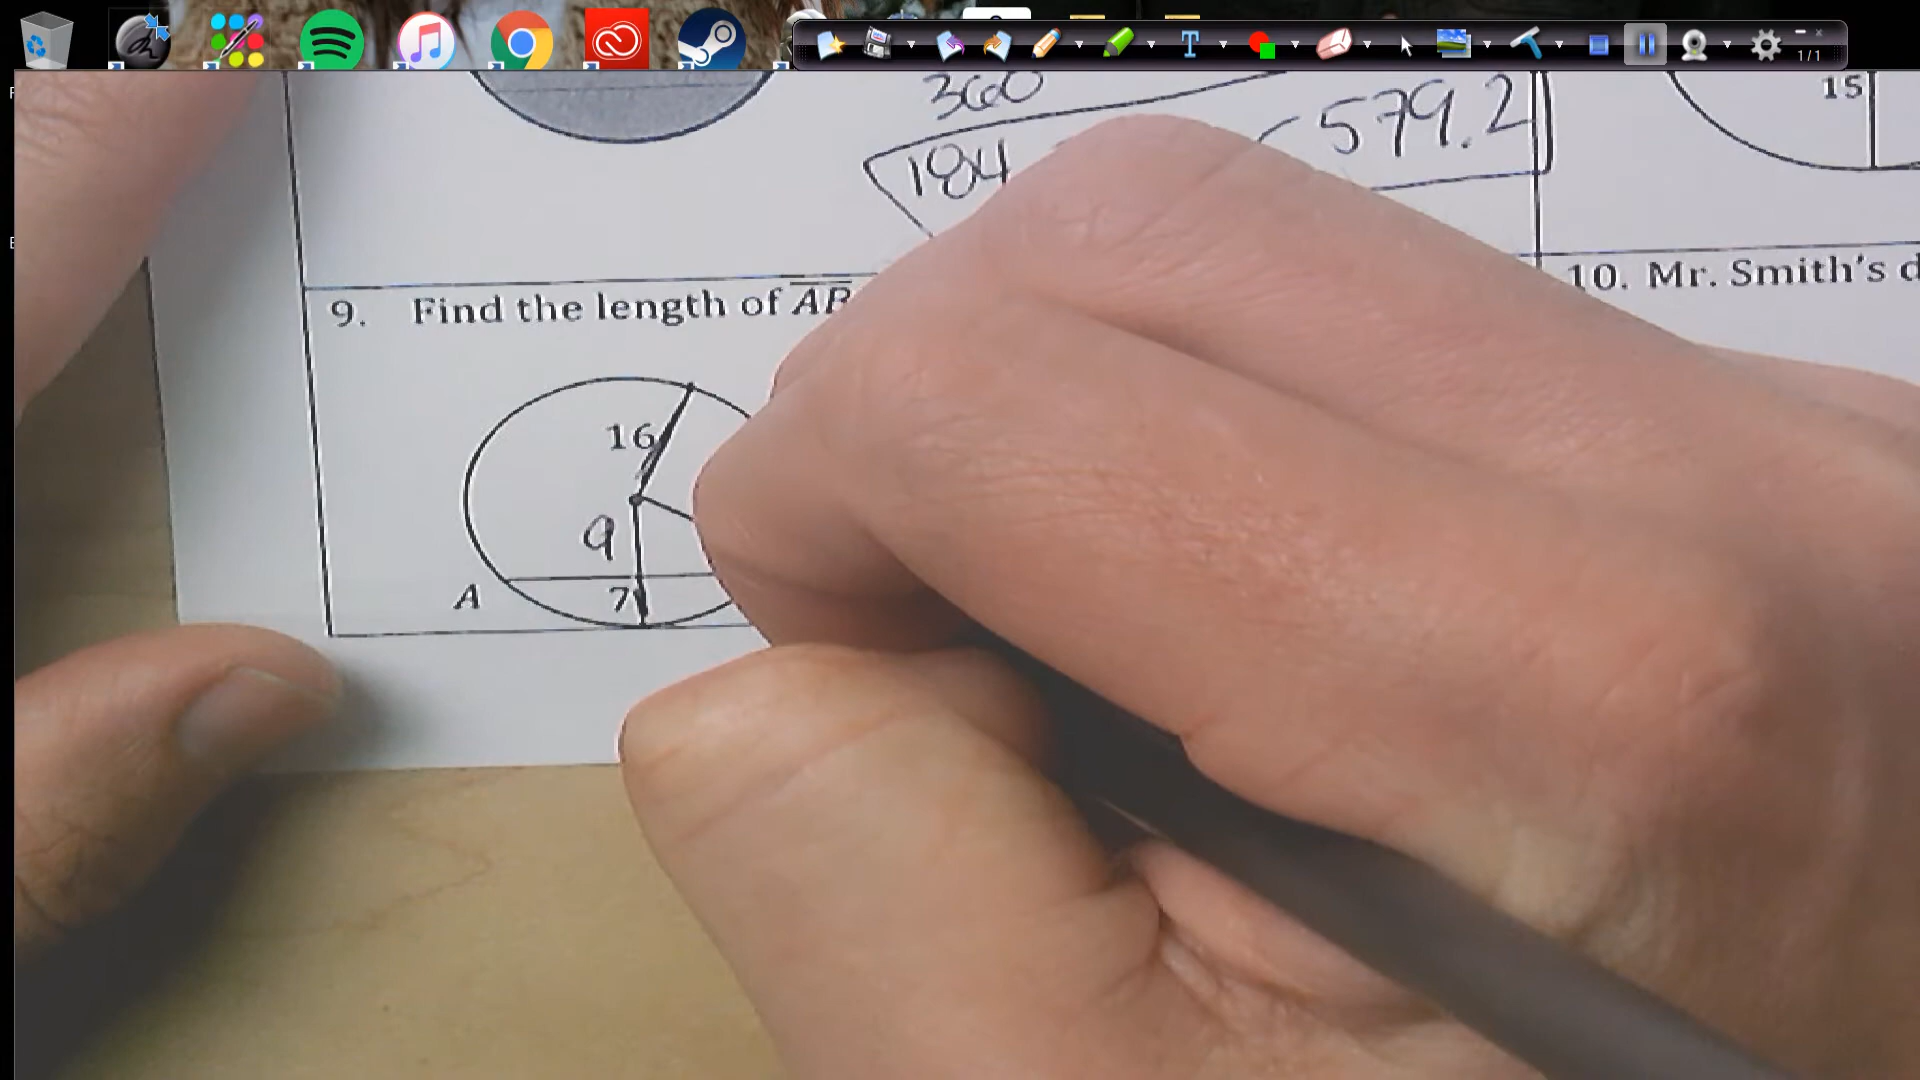 1/1
360
184
579.2
15
9. Find the length of AB
10. Mr. Smith's
16
9
A
7